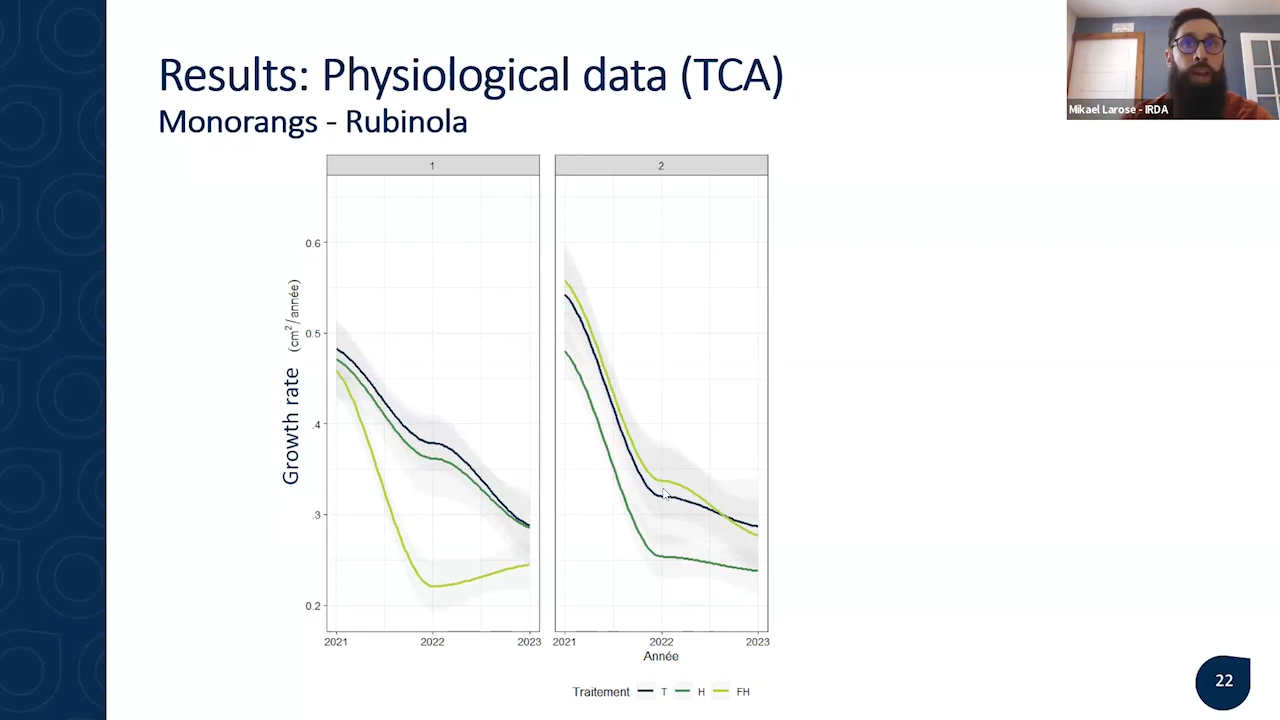 Results: Physiological data (TCA)
Monorangs - Rubinola
Mikael Larose - IRDA
1
2
0.6
0.5
.4
.3
0.2
Growth rate (cm²/année)
2021 2022 2023 2021 2022 2023
Année
Traitement T H FH
22